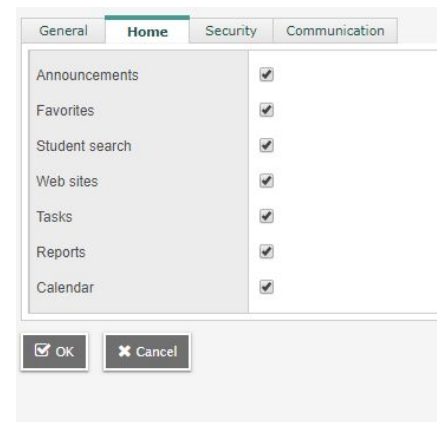 General Home Security Communication
Announcements
Favorites
Student search
Web sites
Tasks
Reports
Calendar
OK Cancel